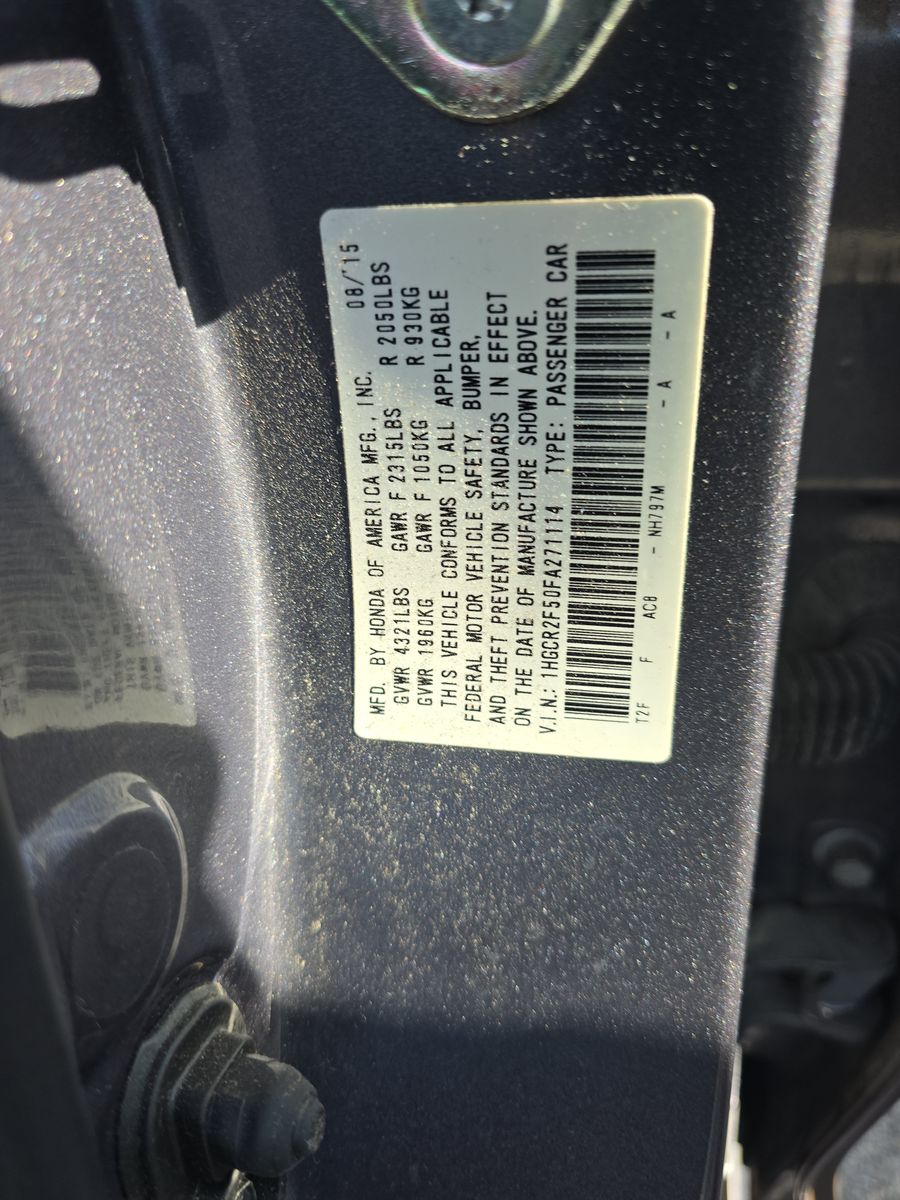 MFD. BY HONDA OF AMERICA MFG., INC. 08/'15
GVWR 4321LBS GAWR F 2315LBS R 2050LBS
GVWR 1960KG GAWR F 1050KG R 930KG
THIS VEHICLE CONFORMS TO ALL APPLICABLE
FEDERAL MOTOR VEHICLE SAFETY, BUMPER,
AND THEFT PREVENTION STANDARDS IN EFFECT
ON THE DATE OF MANUFACTURE SHOWN ABOVE.
V.I.N.: 1HGCR2F50FA271114 TYPE: PASSENGER CAR
T2F F AC8 - NH797M - A - A